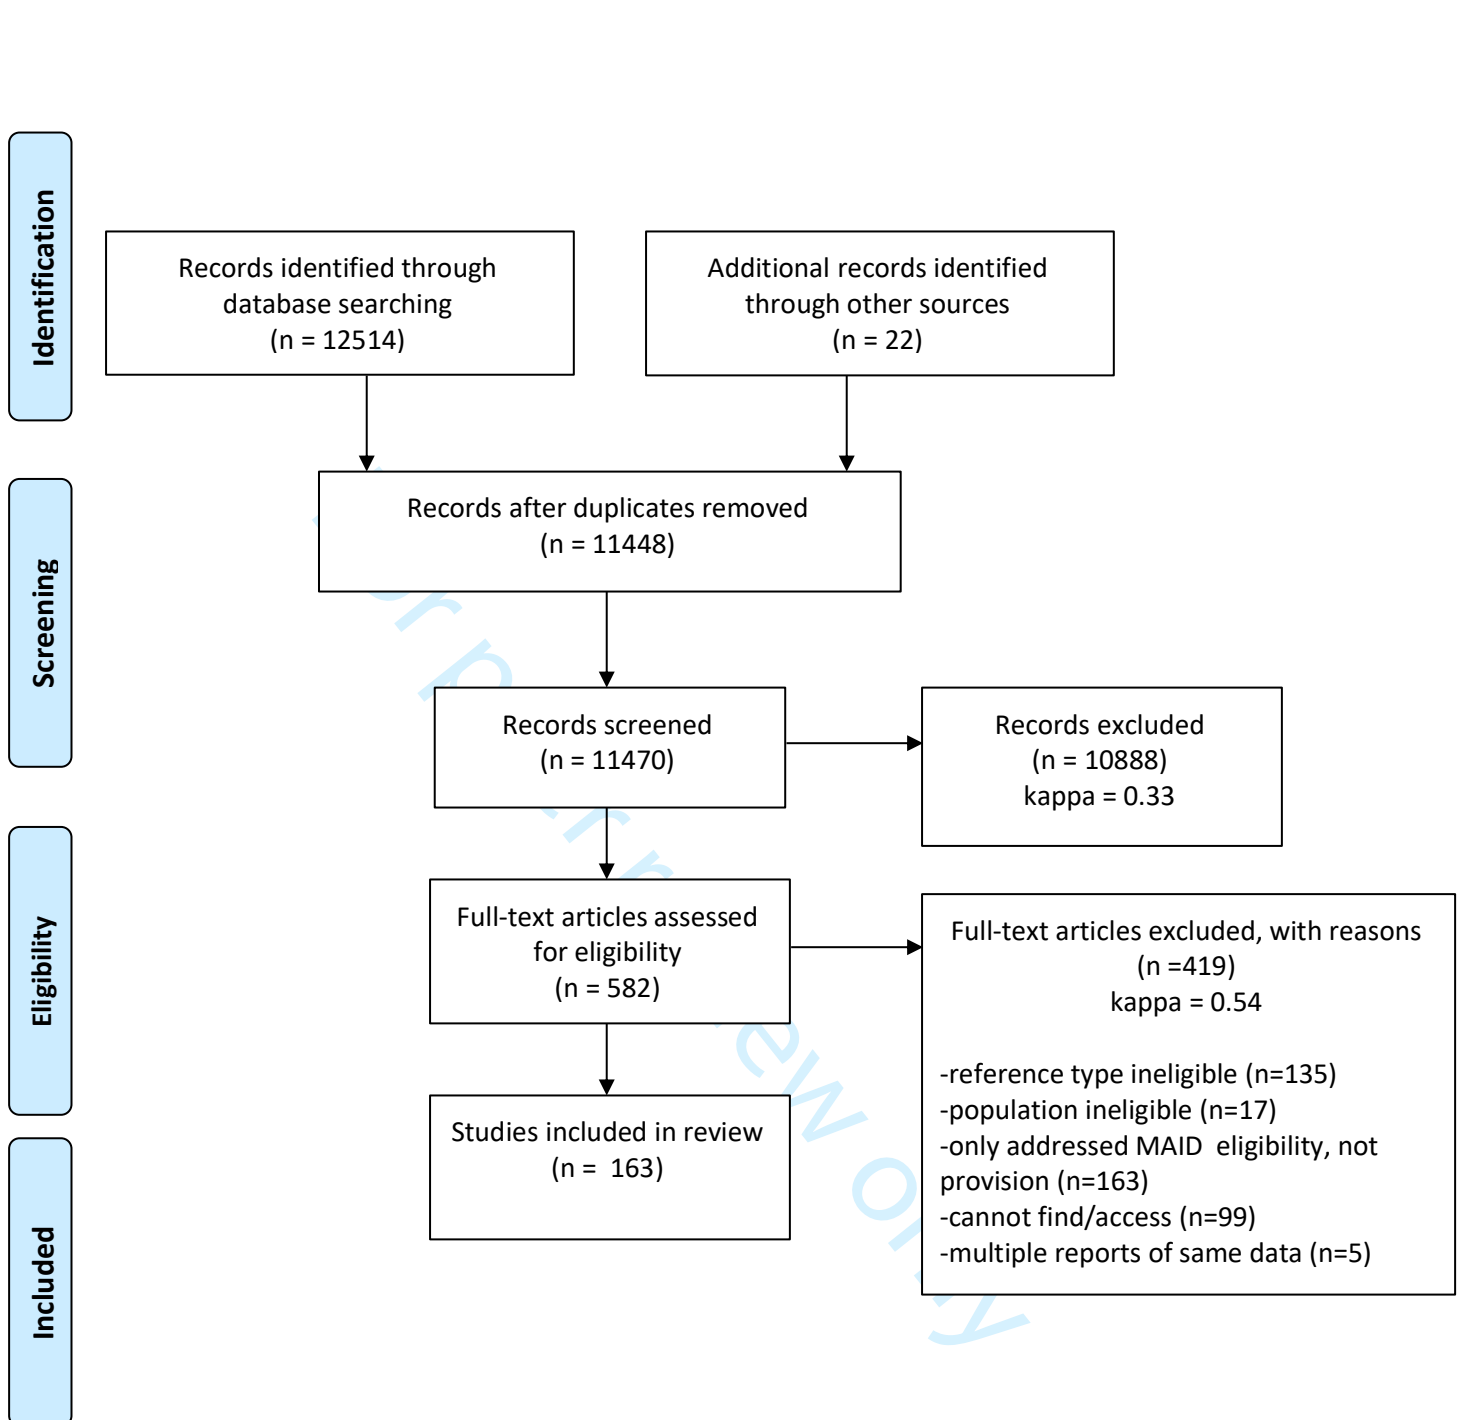 Identification
Records identified through
database searching
(n = 12514)
Additional records identified
through other sources
(n = 22)
Screening
Records after duplicates removed
(n = 11448)
Records screened
(n = 11470)
Records excluded
(n = 10888)
kappa = 0.33
Eligibility
Full-text articles assessed
for eligibility
(n = 582)
Full-text articles excluded, with reasons
(n =419)
kappa = 0.54
-reference type ineligible (n=135)
-population ineligible (n=17)
-only addressed MAID  eligibility, not
provision (n=163)
-cannot find/access (n=99)
-multiple reports of same data (n=5)
Included
Studies included in review
(n =  163)